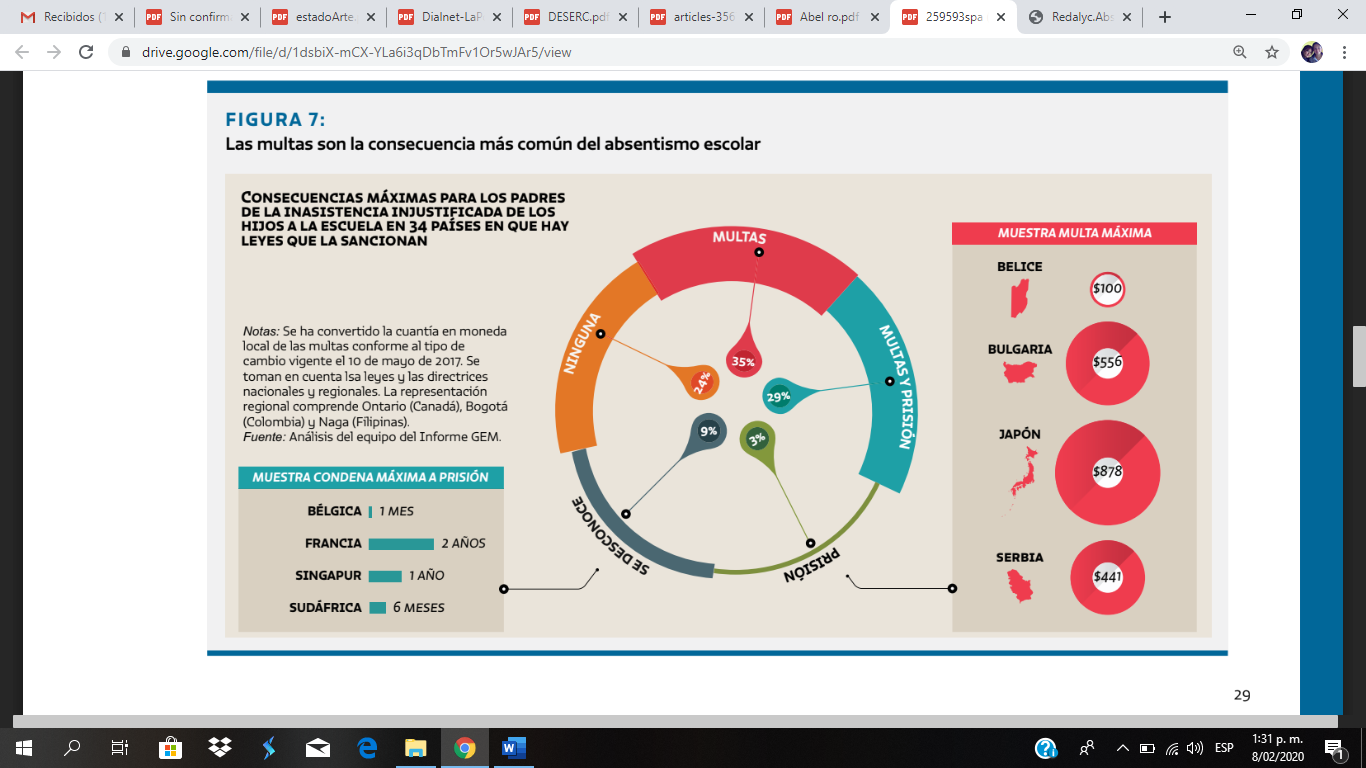 Recibidos (1
Sin confirm
estadoArte.
Dialnet-LaP
DESERC.pdf
articles-356
Abel ro.pdf
259593spa
Redalyc.Abs
drive.google.com/file/d/1dsbiX-mCX-YLa6i3qDbTmFv1Or5wJAr5/view
FIGURA 7:
Las multas son la consecuencia más común del absentismo escolar
CONSECUENCIAS MÁXIMAS PARA LOS PADRES
DE LA INASISTENCIA INJUSTIFICADA DE LOS
HIJOS A LA ESCUELA EN 34 PAÍSES EN QUE HAY
LEYES QUE LA SANCIONAN
Notas: Se ha convertido la cuantía en moneda
local de las multas conforme al tipo de
cambio vigente el 10 de mayo de 2017. Se
toman en cuenta lsa leyes y las directrices
nacionales y regionales. La representación
regional comprende Ontario (Canadá), Bogotá
(Colombia) y Naga (Filipinas).
Fuente: Análisis del equipo del Informe GEM.
MUESTRA CONDENA MÁXIMA A PRISIÓN
BÉLGICA 1 MES
FRANCIA 2 AÑOS
SINGAPUR 1 AÑO
SUDÁFRICA 6 MESES
MULTAS
35%
NINGUNA
24%
MULTAS Y PRISIÓN
29%
SE DESCONOCE
9%
PRISIÓN
3%
MUESTRA MULTA MÁXIMA
BELICE
$100
BULGARIA
$556
JAPÓN
$878
SERBIA
$441
29
ESP
1:31 p. m.
8/02/2020
1